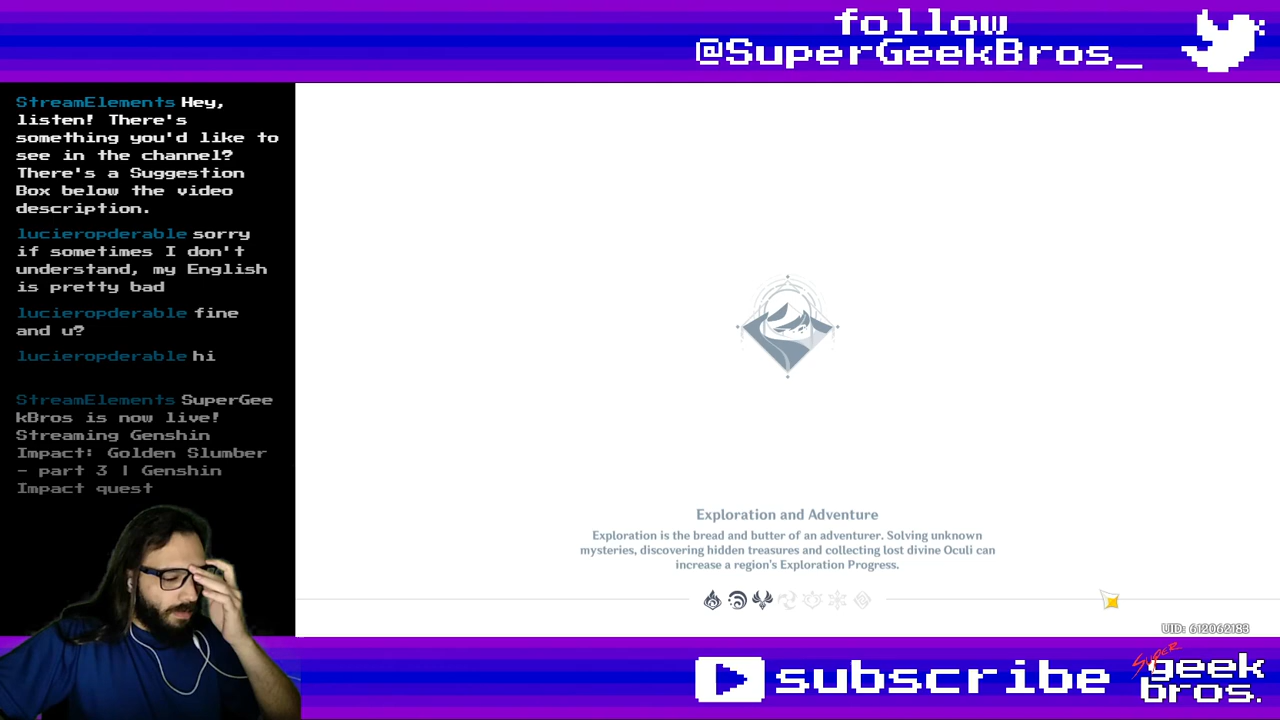 follow
@SuperGeekBros_
StreamElements Hey,
listen! There's
something you'd like to
see in the channel?
There's a Suggestion
Box below the video
description.
lucieropderable sorry
if sometimes I don't
understand, my English
is pretty bad
lucieropderable fine
and u?
lucieropderable hi
StreamElements SuperGee
kBros is now live!
Streaming Genshin
Impact: Golden Slumber
- part 3 | Genshin
Impact quest
Exploration and Adventure
Exploration is the bread and butter of an adventurer. Solving unknown
mysteries, discovering hidden treasures and collecting lost divine Oculi can
increase a region's Exploration Progress.
UID: 612062183
subscribe
SUPER
geek
bros.